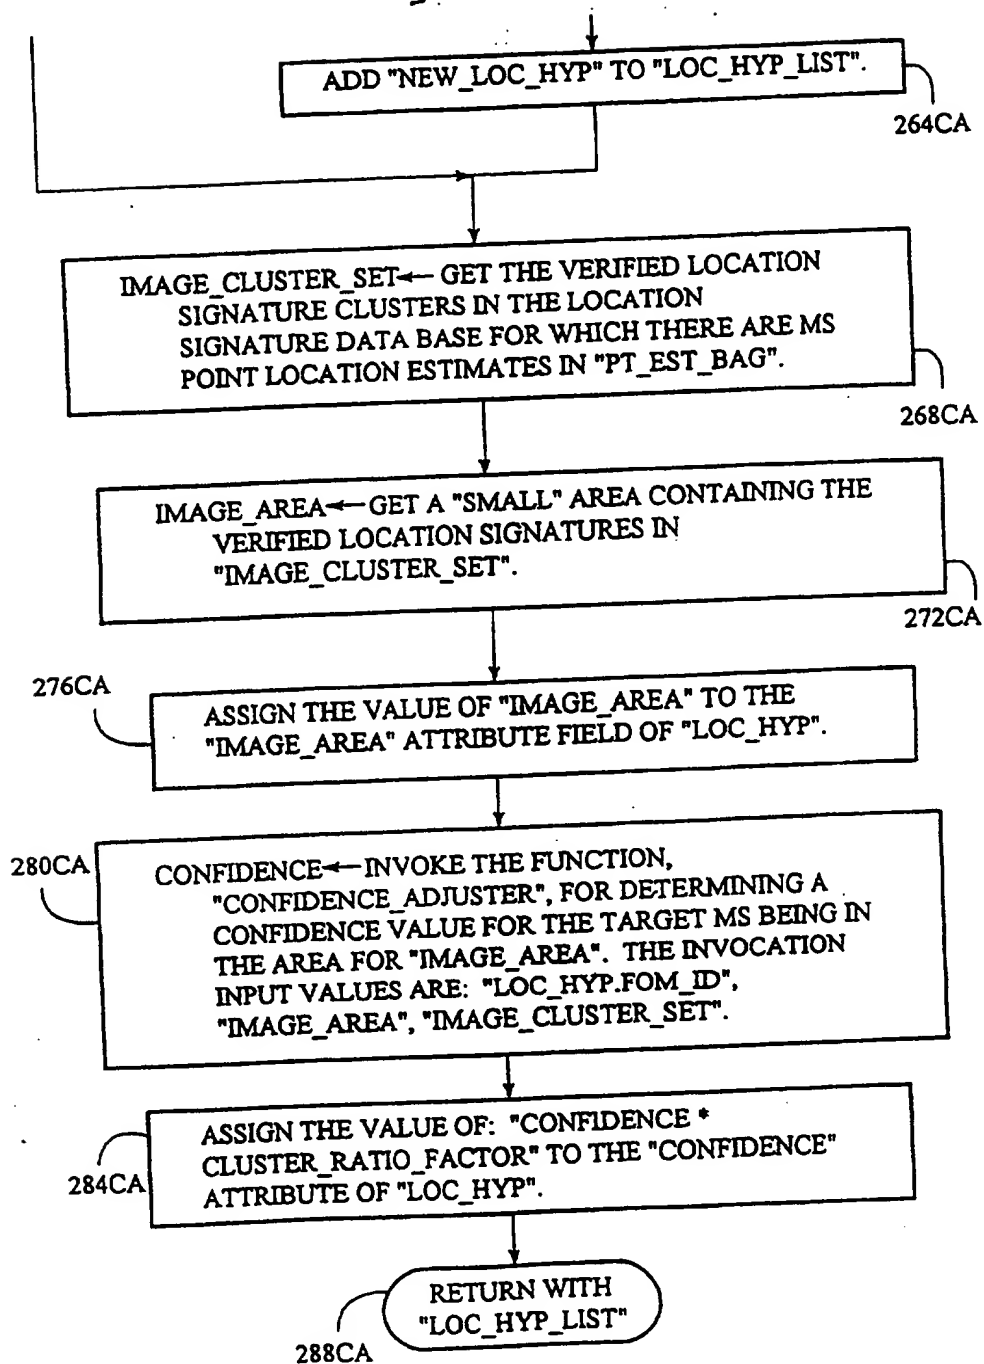 ADD "NEW_LOC_HYP" TO "LOC_HYP_LIST".
264CA
IMAGE_CLUSTER_SET← GET THE VERIFIED LOCATION
SIGNATURE CLUSTERS IN THE LOCATION
SIGNATURE DATA BASE FOR WHICH THERE ARE MS
POINT LOCATION ESTIMATES IN "PT_EST_BAG".
268CA
IMAGE_AREA← GET A "SMALL" AREA CONTAINING THE
VERIFIED LOCATION SIGNATURES IN
"IMAGE_CLUSTER_SET".
272CA
276CA
ASSIGN THE VALUE OF "IMAGE_AREA" TO THE
"IMAGE_AREA" ATTRIBUTE FIELD OF "LOC_HYP".
280CA
CONFIDENCE← INVOKE THE FUNCTION,
"CONFIDENCE_ADJUSTER", FOR DETERMINING A
CONFIDENCE VALUE FOR THE TARGET MS BEING IN
THE AREA FOR "IMAGE_AREA". THE INVOCATION
INPUT VALUES ARE: "LOC_HYP.FOM_ID",
"IMAGE_AREA", "IMAGE_CLUSTER_SET".
284CA
ASSIGN THE VALUE OF: "CONFIDENCE *
CLUSTER_RATIO_FACTOR" TO THE "CONFIDENCE"
ATTRIBUTE OF "LOC_HYP".
RETURN WITH
"LOC_HYP_LIST"
288CA